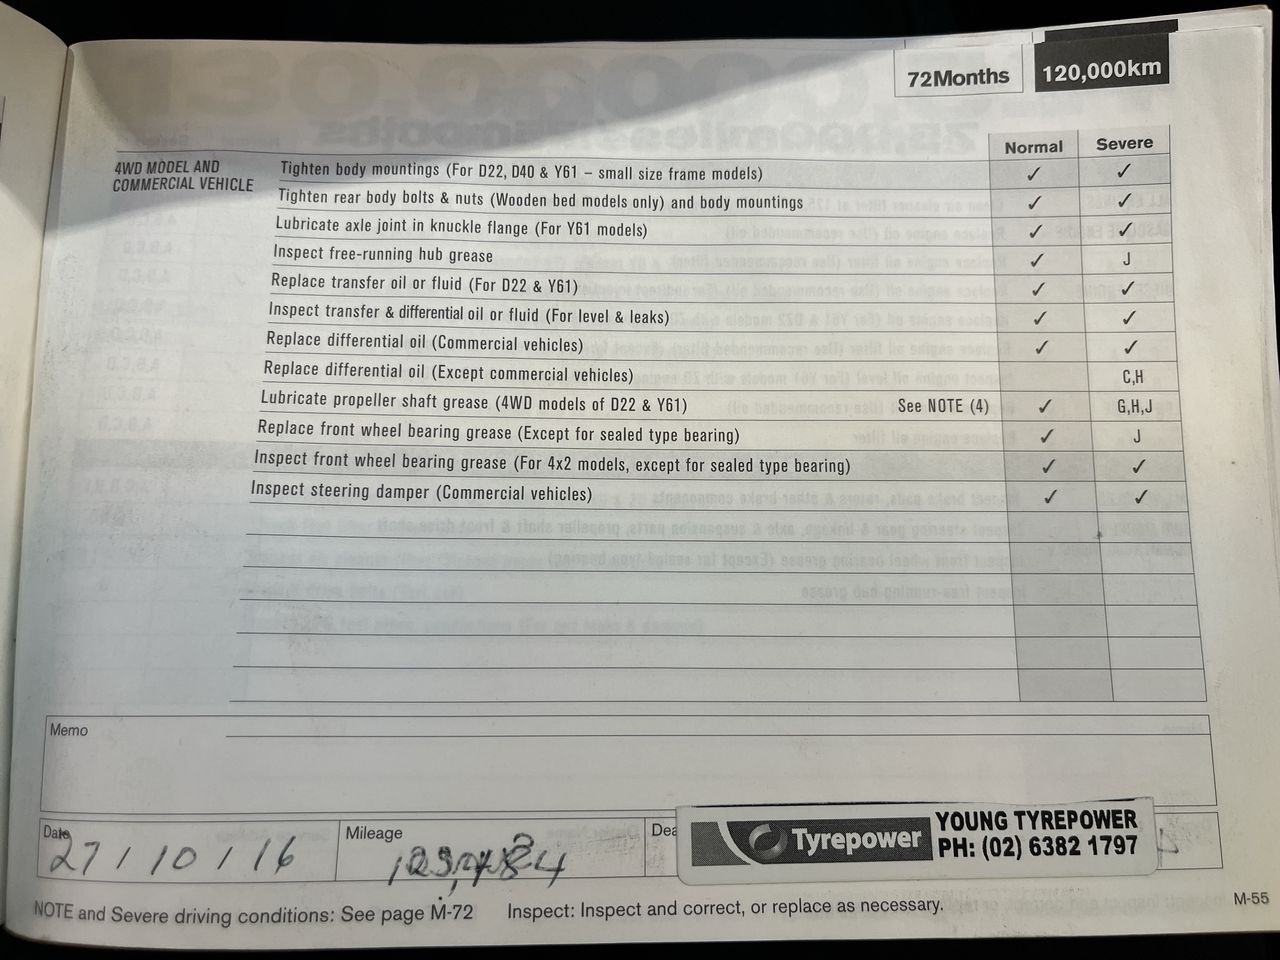 72Months 120,000km
Normal Severe
4WD MODEL AND COMMERCIAL VEHICLE
Tighten body mountings (For D22, D40 & Y61 – small size frame models) ✓ ✓
Tighten rear body bolts & nuts (Wooden bed models only) and body mountings ✓ ✓
Lubricate axle joint in knuckle flange (For Y61 models) ✓ ✓
Inspect free-running hub grease ✓ J
Replace transfer oil or fluid (For D22 & Y61) ✓ ✓
Inspect transfer & differential oil or fluid (For level & leaks) ✓ ✓
Replace differential oil (Commercial vehicles) ✓ ✓
Replace differential oil (Except commercial vehicles) C,H
Lubricate propeller shaft grease (4WD models of D22 & Y61) See NOTE (4) ✓ G,H,J
Replace front wheel bearing grease (Except for sealed type bearing) ✓ J
Inspect front wheel bearing grease (For 4x2 models, except for sealed type bearing) ✓ ✓
Inspect steering damper (Commercial vehicles) ✓ ✓
Memo
Date
27/10/16
Mileage
Tyrepower
YOUNG TYREPOWER
PH: (02) 6382 1797
NOTE and Severe driving conditions: See page M-72 Inspect: Inspect and correct, or replace as necessary.
M-55